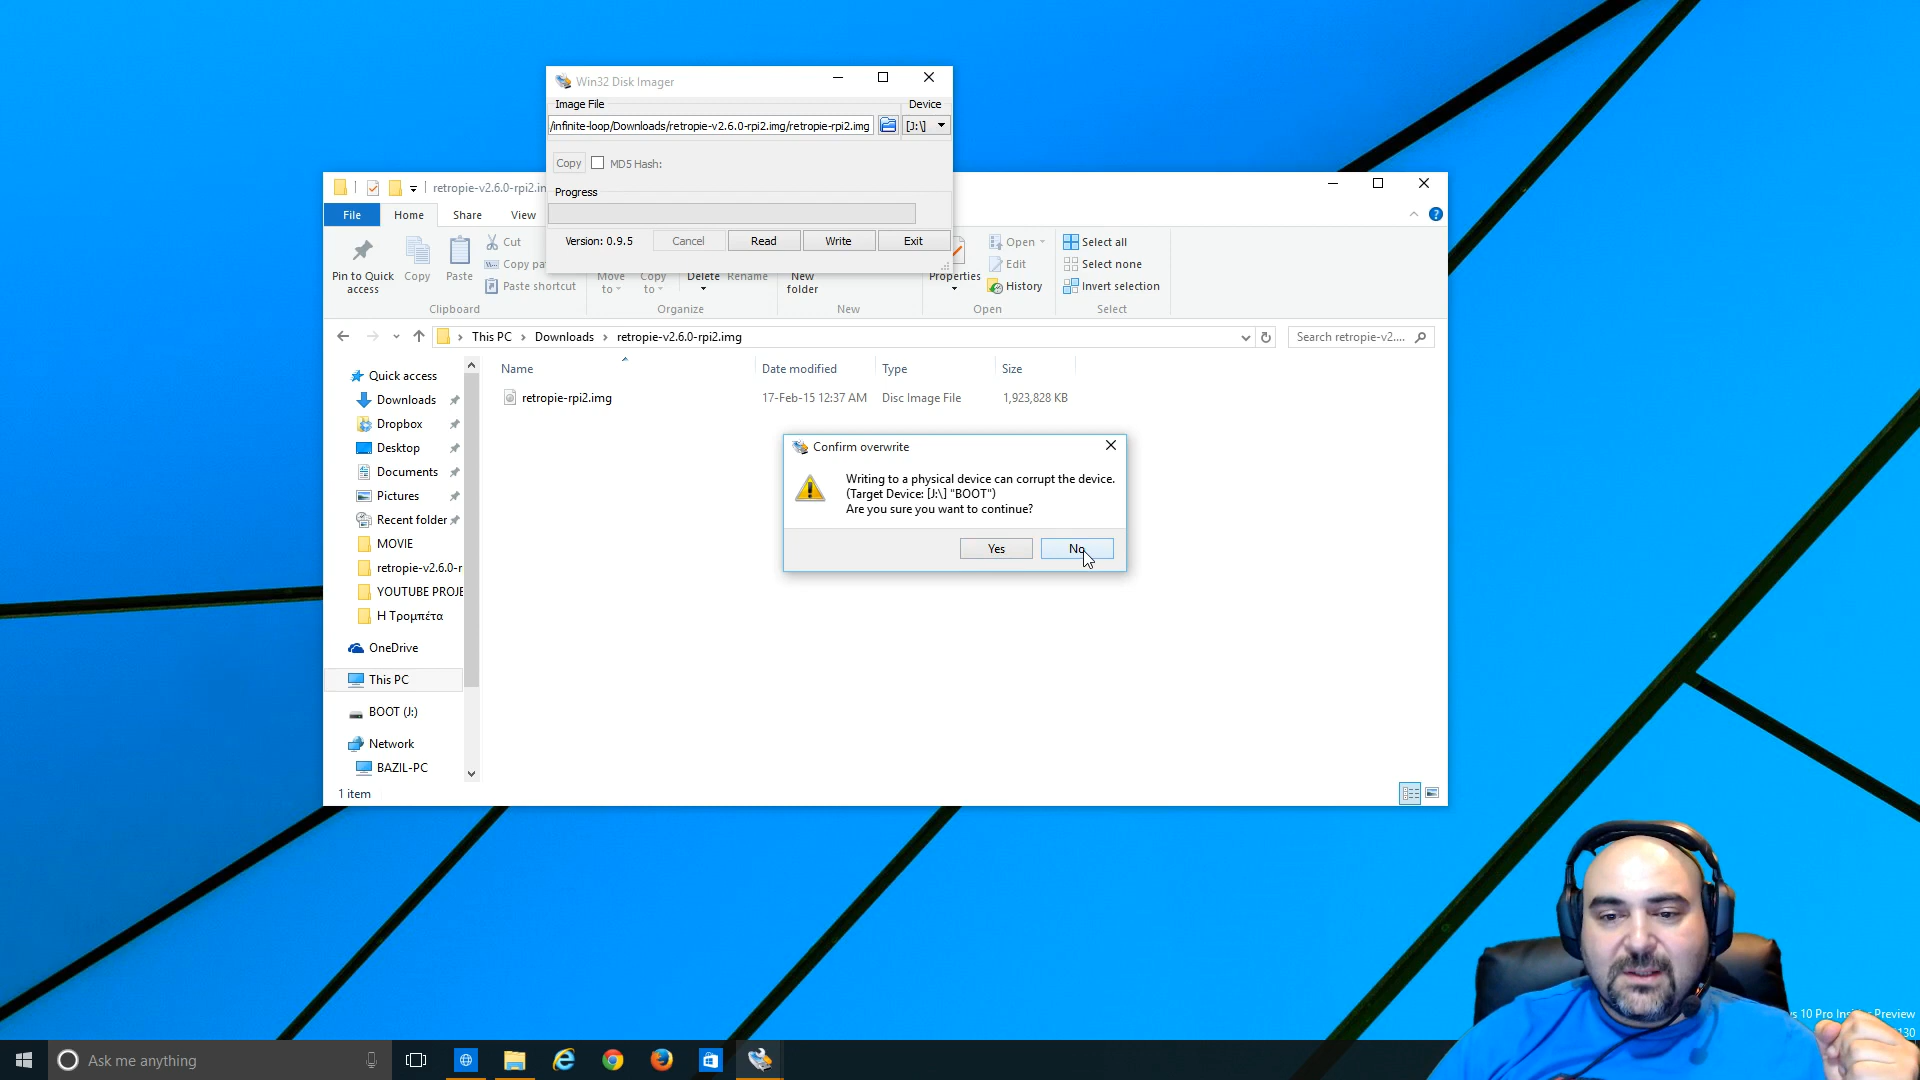 Win32 Disk Imager
Image File
Device
/infinite-loop/Downloads/retropie-v2.6.0-rpi2.img/retropie-rpi2.img
[J:\]
Copy
MD5 Hash:
Progress
Version: 0.9.5
Cancel
Read
Write
Exit
retropie-v2.6.0-rpi2.in
File
Home
Share
View
Pin to Quick access
Copy
Paste
Cut
Copy pa
Paste shortcut
Clipboard
Move to
Copy to
Delete
Rename
Organize
New folder
New
Properties
Open
Edit
History
Open
Select all
Select none
Invert selection
Select
This PC
Downloads
retropie-v2.6.0-rpi2.img
Search retropie-v2....
Name
Date modified
Type
Size
retropie-rpi2.img
17-Feb-15 12:37 AM
Disc Image File
1,923,828 KB
Quick access
Downloads
Dropbox
Desktop
Documents
Pictures
Recent folder
MOVIE
retropie-v2.6.0-r
YOUTUBE PROJE
Η Τρομπέτα
OneDrive
This PC
BOOT (J:)
Network
BAZIL-PC
1 item
Confirm overwrite
Writing to a physical device can corrupt the device.
(Target Device: [J:\] "BOOT")
Are you sure you want to continue?
Yes
No
s 10 Pro Preview
130
Ask me anything